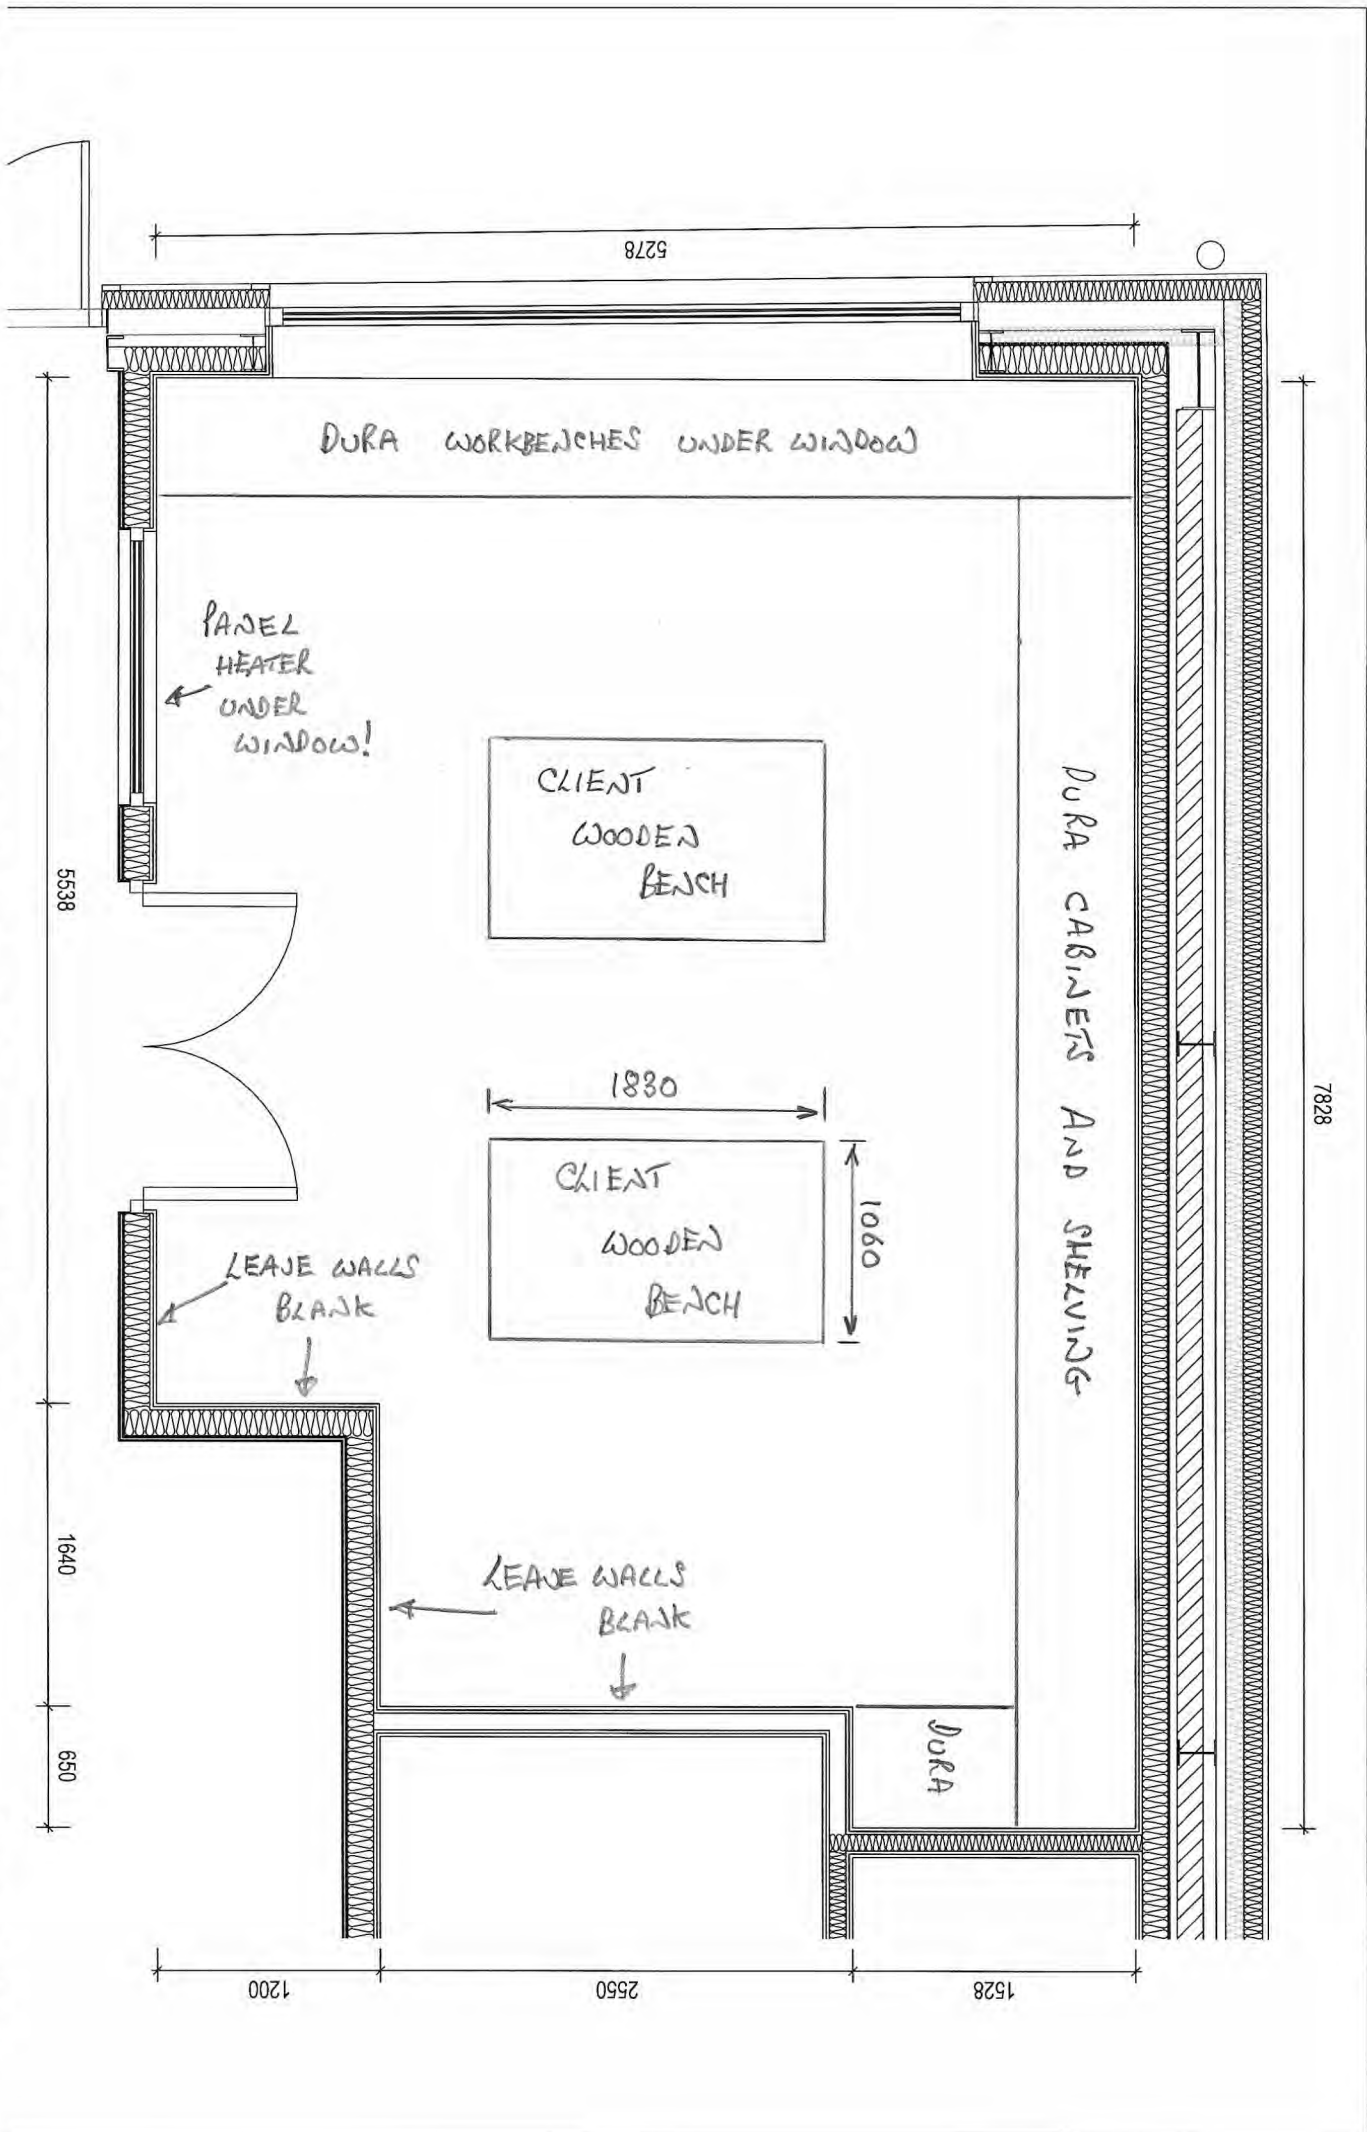 5278
DURA WORKBENCHES UNDER WINDOW
PANEL
HEATER
UNDER
WINDOW!
CLIENT
WOODEN
BENCH
DURA CABINETS AND SHELVING
5538
7828
1830
CLIENT
WOODEN
BENCH
1060
LEAVE WALLS
BLANK
1640
LEAVE WALLS
BLANK
650
DURA
1200
2550
1528